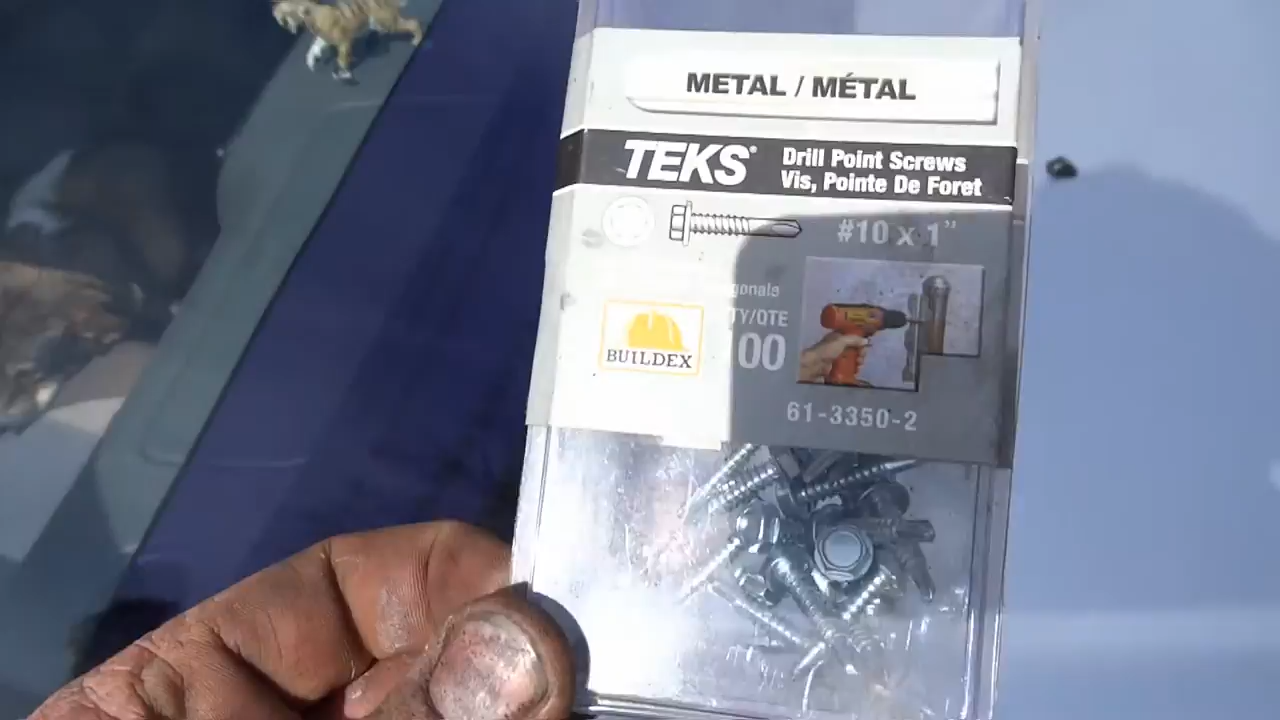 METAL / MÉTAL
TEKS®
Drill Point Screws
Vis, Pointe De Foret
#10 x 1"
BUILDEX
61-3350-2